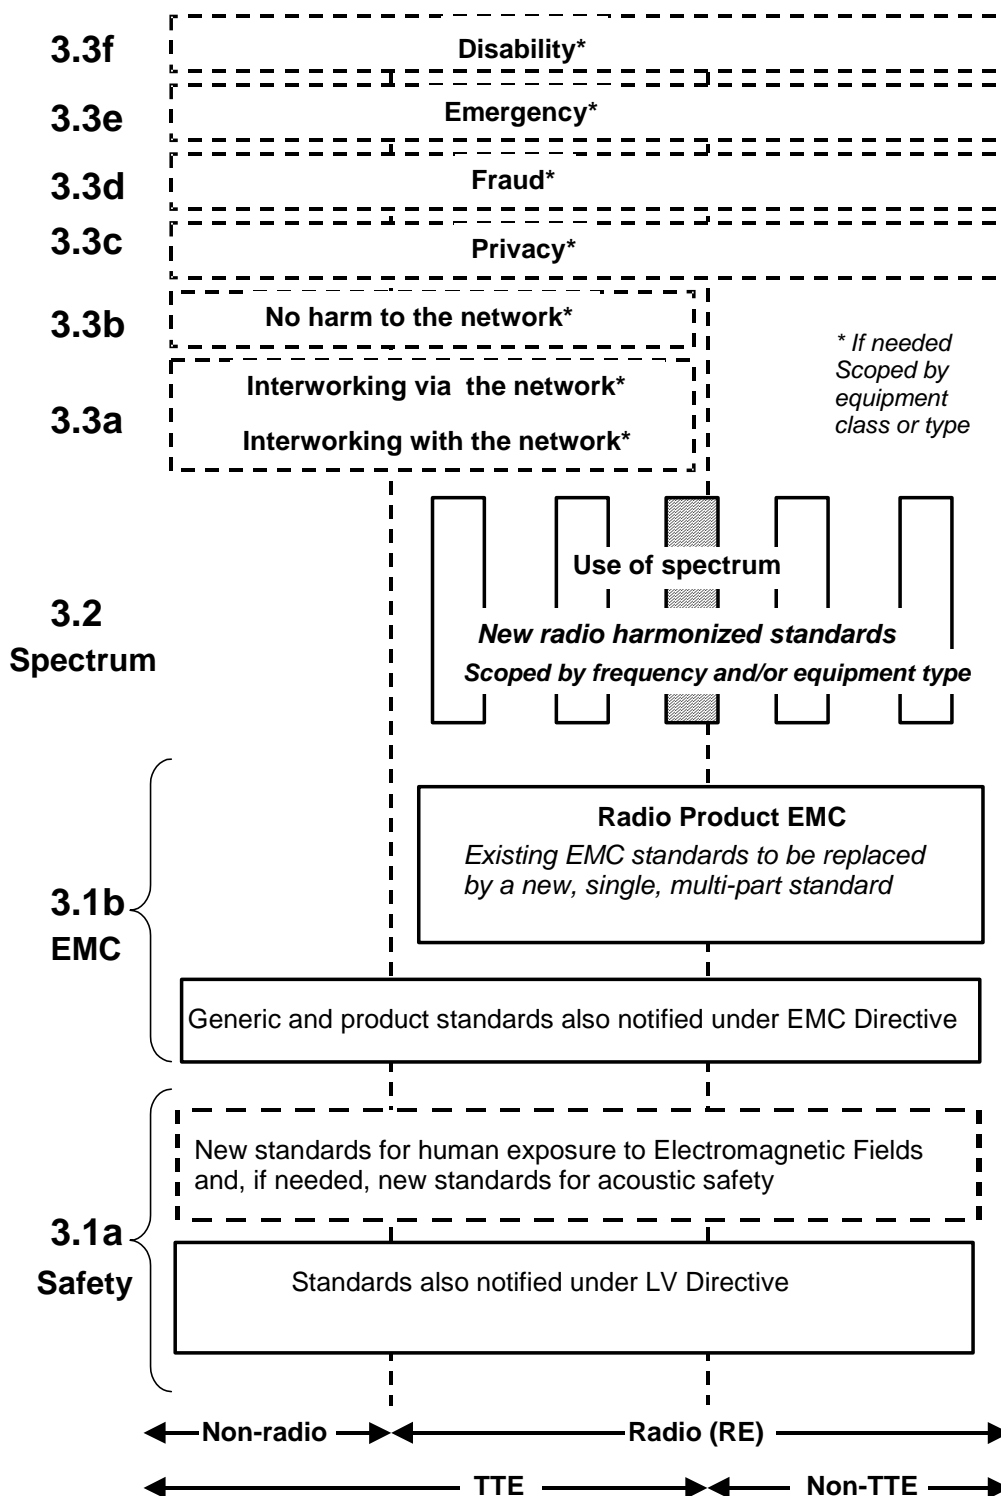 3.3f
Disability*
3.3e
Emergency*
3.3d
Fraud*
3.3c
Privacy*
3.3b
No harm to the network*
3.3a
Interworking via the network*
Interworking with the network*
* If needed
Scoped by
equipment
class or type
3.2
Spectrum
Use of spectrum
New radio harmonized standards
Scoped by frequency and/or equipment type
3.1b
EMC
Radio Product EMC
Existing EMC standards to be replaced
by a new, single, multi-part standard
Generic and product standards also notified under EMC Directive
3.1a
Safety
New standards for human exposure to Electromagnetic Fields
and, if needed, new standards for acoustic safety
Standards also notified under LV Directive
Non-radio
Radio (RE)
TTE
Non-TTE